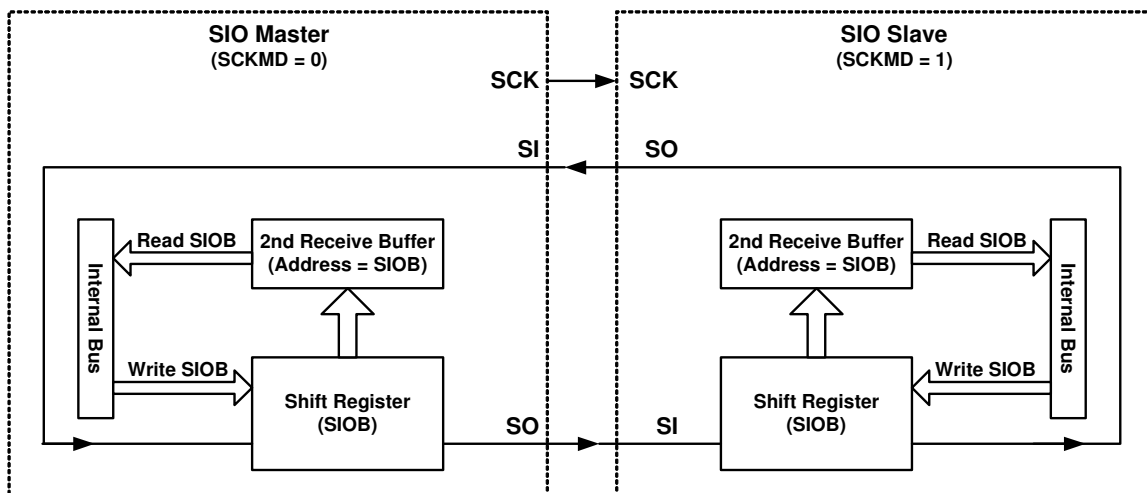 SIO Master
(SCKMD = 0)
SIO Slave
(SCKMD = 1)
SCK
SCK
SI
SO
Internal Bus
Read SIOB
2nd Receive Buffer
(Address = SIOB)
Write SIOB
Shift Register
(SIOB)
SO
SI
2nd Receive Buffer
(Address = SIOB)
Read SIOB
Internal Bus
Write SIOB
Shift Register
(SIOB)